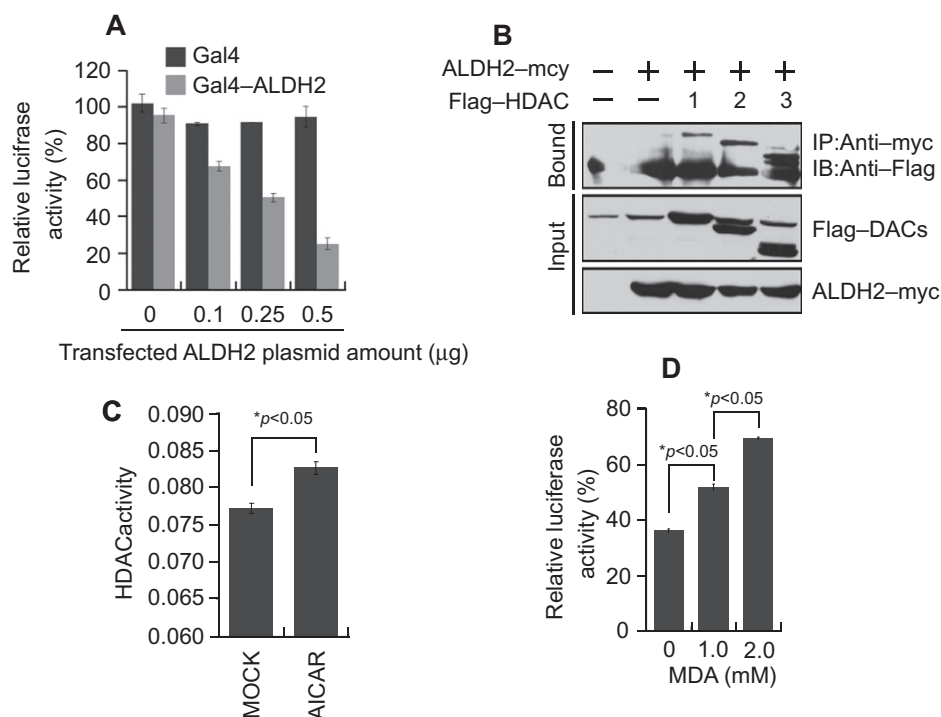 A
Gal4
Gal4–ALDH2
Relative lucifrase
activity (%)
120
100
80
60
40
20
0
0 0.1 0.25 0.5
Transfected ALDH2 plasmid amount (μg)
B
ALDH2–mcy – + + + +
Flag–HDAC – – 1 2 3
Bound
IP:Anti–myc
IB:Anti–Flag
Input
Flag–DACs
ALDH2–myc
C
HDACactivity
0.090
0.085
0.080
0.075
0.070
0.065
0.060
*p<0.05
MOCK
AICAR
D
Relative luciferase
activity (%)
80
60
40
20
0
*p<0.05
*p<0.05
0 1.0 2.0
MDA (mM)